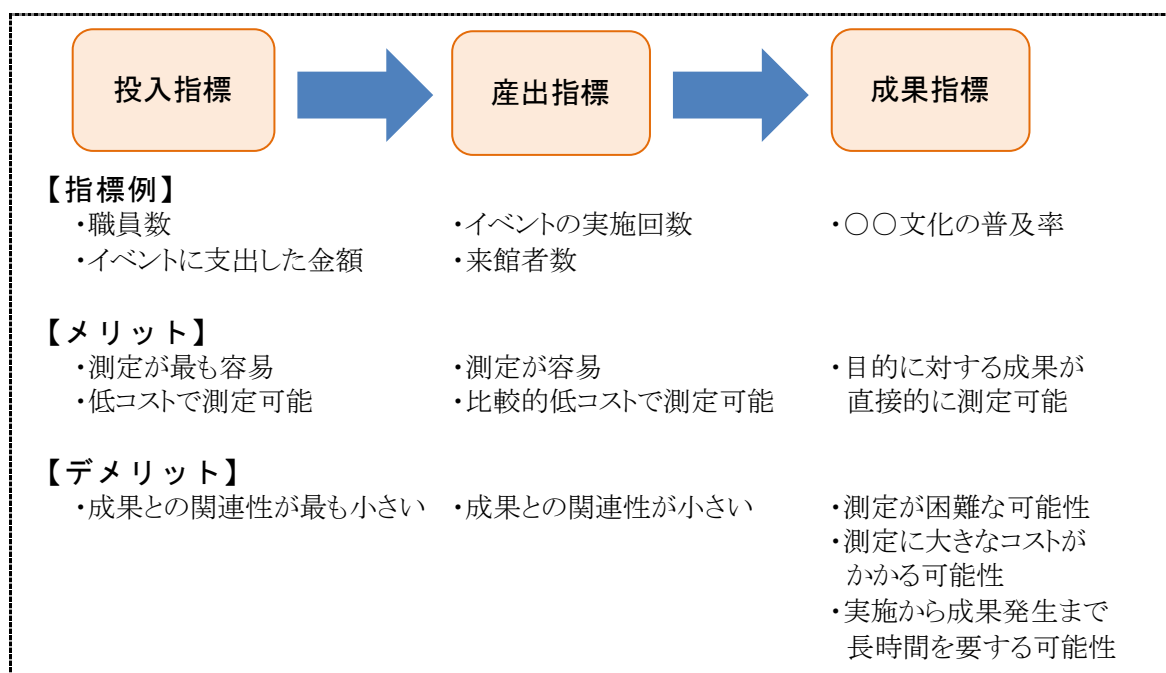 投入指標
産出指標
成果指標
【指標例】
・職員数
・イベントに支出した金額
・イベントの実施回数
・来館者数
・〇〇文化の普及率
【メリット】
・測定が最も容易
・低コストで測定可能
・測定が容易
・比較的低コストで測定可能
・目的に対する成果が
直接的に測定可能
【デメリット】
・成果との関連性が最も小さい
・成果との関連性が小さい
・測定が困難な可能性
・測定に大きなコストが
かかる可能性
・実施から成果発生まで
長時間を要する可能性